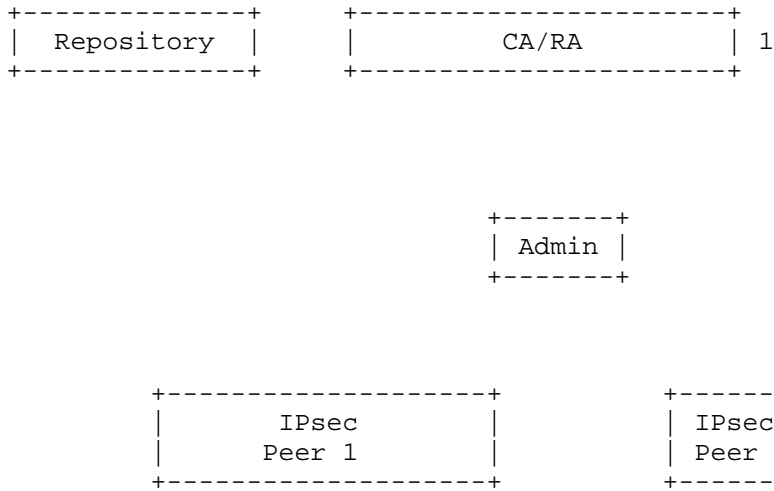 +--------------+     +-----------------------+
|  Repository  |     |         CA/RA         | 1
+--------------+     +-----------------------+
+-------+
| Admin |
+-------+
+--------------------+          +------
|       IPsec        |          | IPsec
|      Peer 1        |          | Peer
+--------------------+          +------